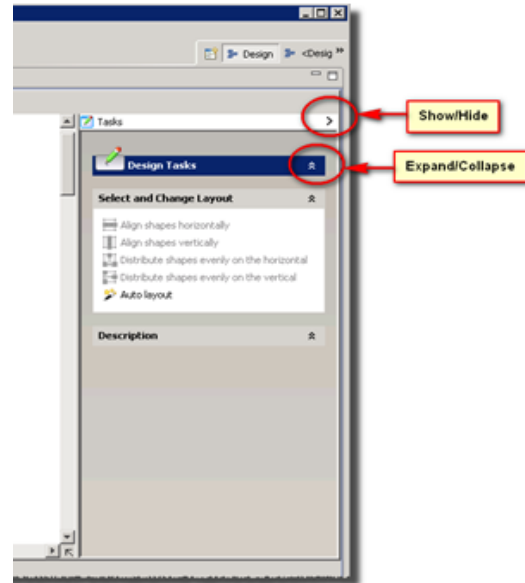 Design <Desig »
Tasks
Show/Hide
Design Tasks
Expand/Collapse
Select and Change Layout
Align shapes horizontally
Align shapes vertically
Distribute shapes evenly on the horizontal
Distribute shapes evenly on the vertical
Auto layout
Description